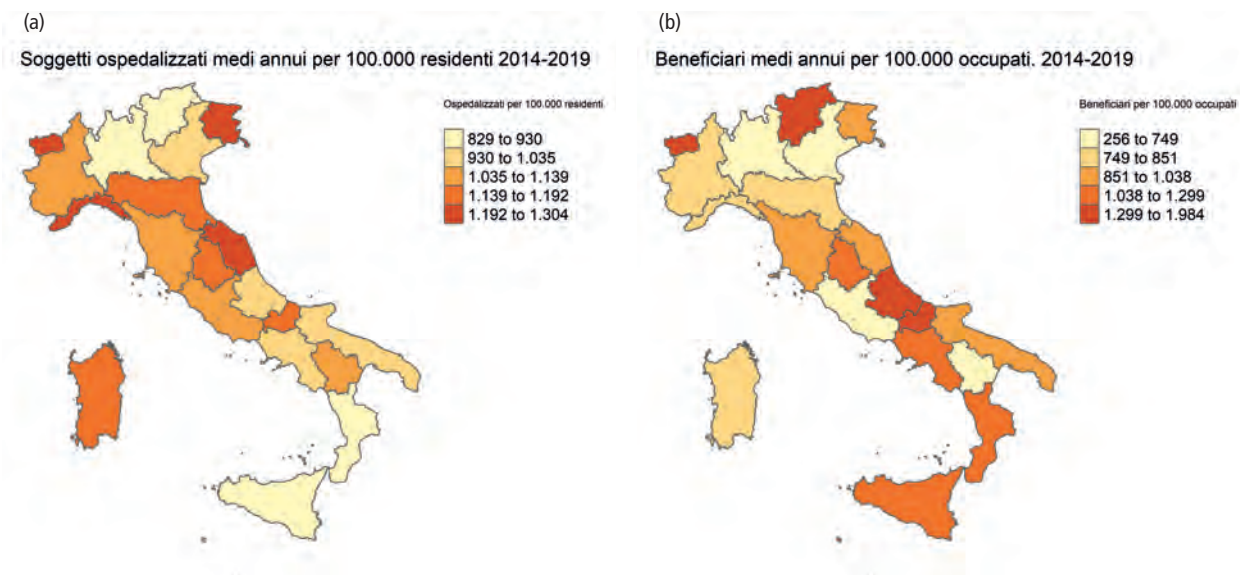 (a)
Soggetti ospedalizzati medi annui per 100.000 residenti 2014-2019
Ospedalizzati per 100.000 residenti
829 to 930
930 to 1.035
1.035 to 1.139
1.139 to 1.192
1.192 to 1.304
(b)
Beneficiari medi annui per 100.000 occupati. 2014-2019
Beneficiari per 100.000 occupati
256 to 749
749 to 851
851 to 1.038
1.038 to 1.299
1.299 to 1.984